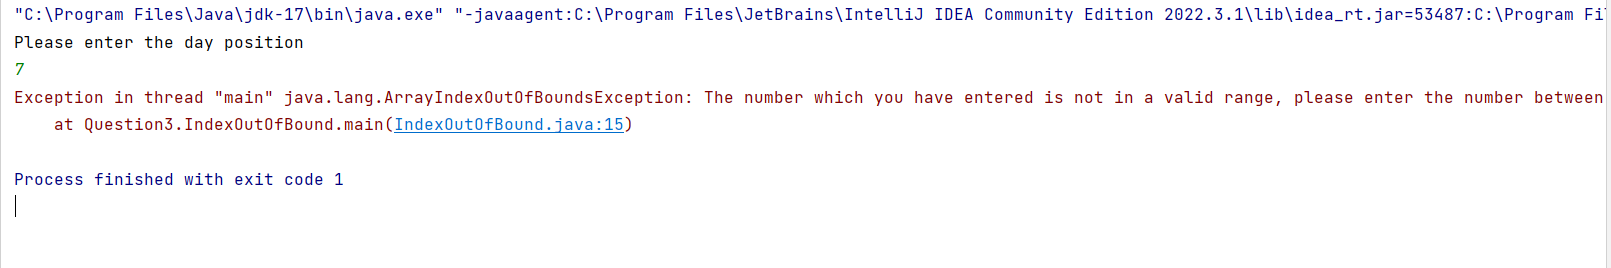 "C:\Program Files\Java\jdk-17\bin\java.exe" "-javaagent:C:\Program Files\JetBrains\IntelliJ IDEA Community Edition 2022.3.1\lib\idea_rt.jar=53487:C:\Program Fi
Please enter the day position
7
Exception in thread "main" java.lang.ArrayIndexOutOfBoundsException: The number which you have entered is not in a valid range, please enter the number between
at Question3.IndexOutOfBound.main(IndexOutOfBound.java:15)
Process finished with exit code 1